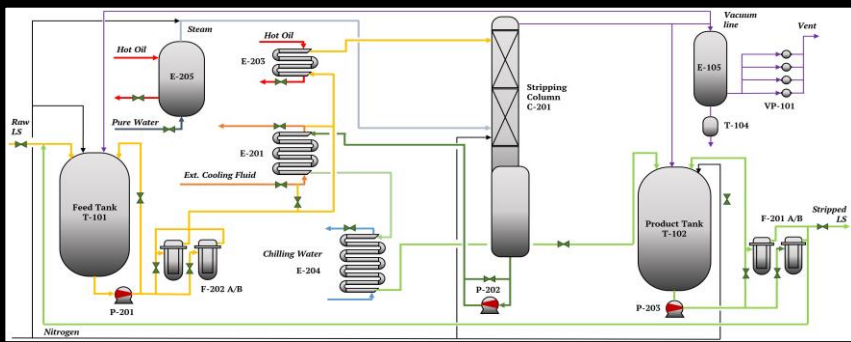 Steam
Hot Oil
E-205
Pure Water
Hot Oil
E-203
E-201
Ext. Cooling Fluid
Chilling Water
E-204
Stripping
Column
C-201
Vacuum
line
Vent
E-105
VP-101
T-104
Raw
LS
Feed Tank
T-101
P-201
F-202 A/B
P-202
Product Tank
T-102
P-203
F-201 A/B
Stripped
LS
Nitrogen